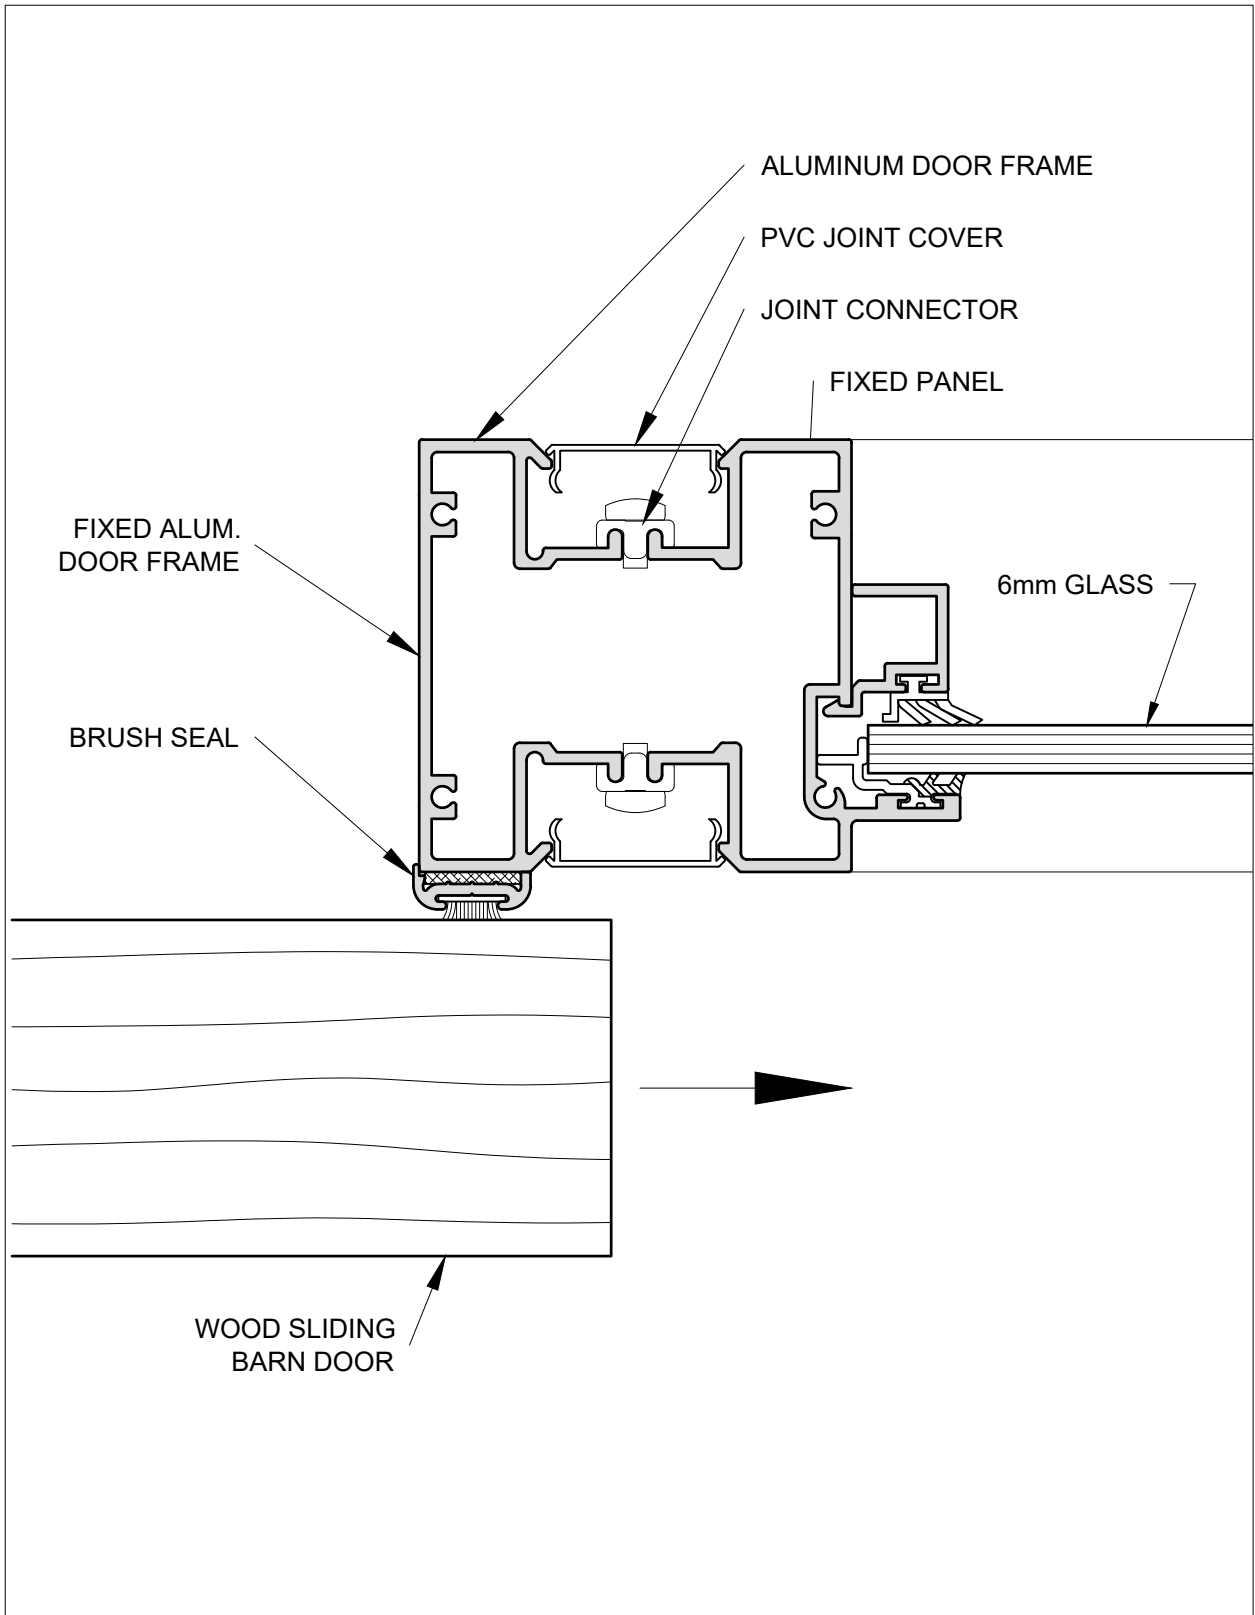 ALUMINUM DOOR FRAME
PVC JOINT COVER
JOINT CONNECTOR
FIXED PANEL
FIXED ALUM.
DOOR FRAME
6mm GLASS
BRUSH SEAL
WOOD SLIDING
BARN DOOR